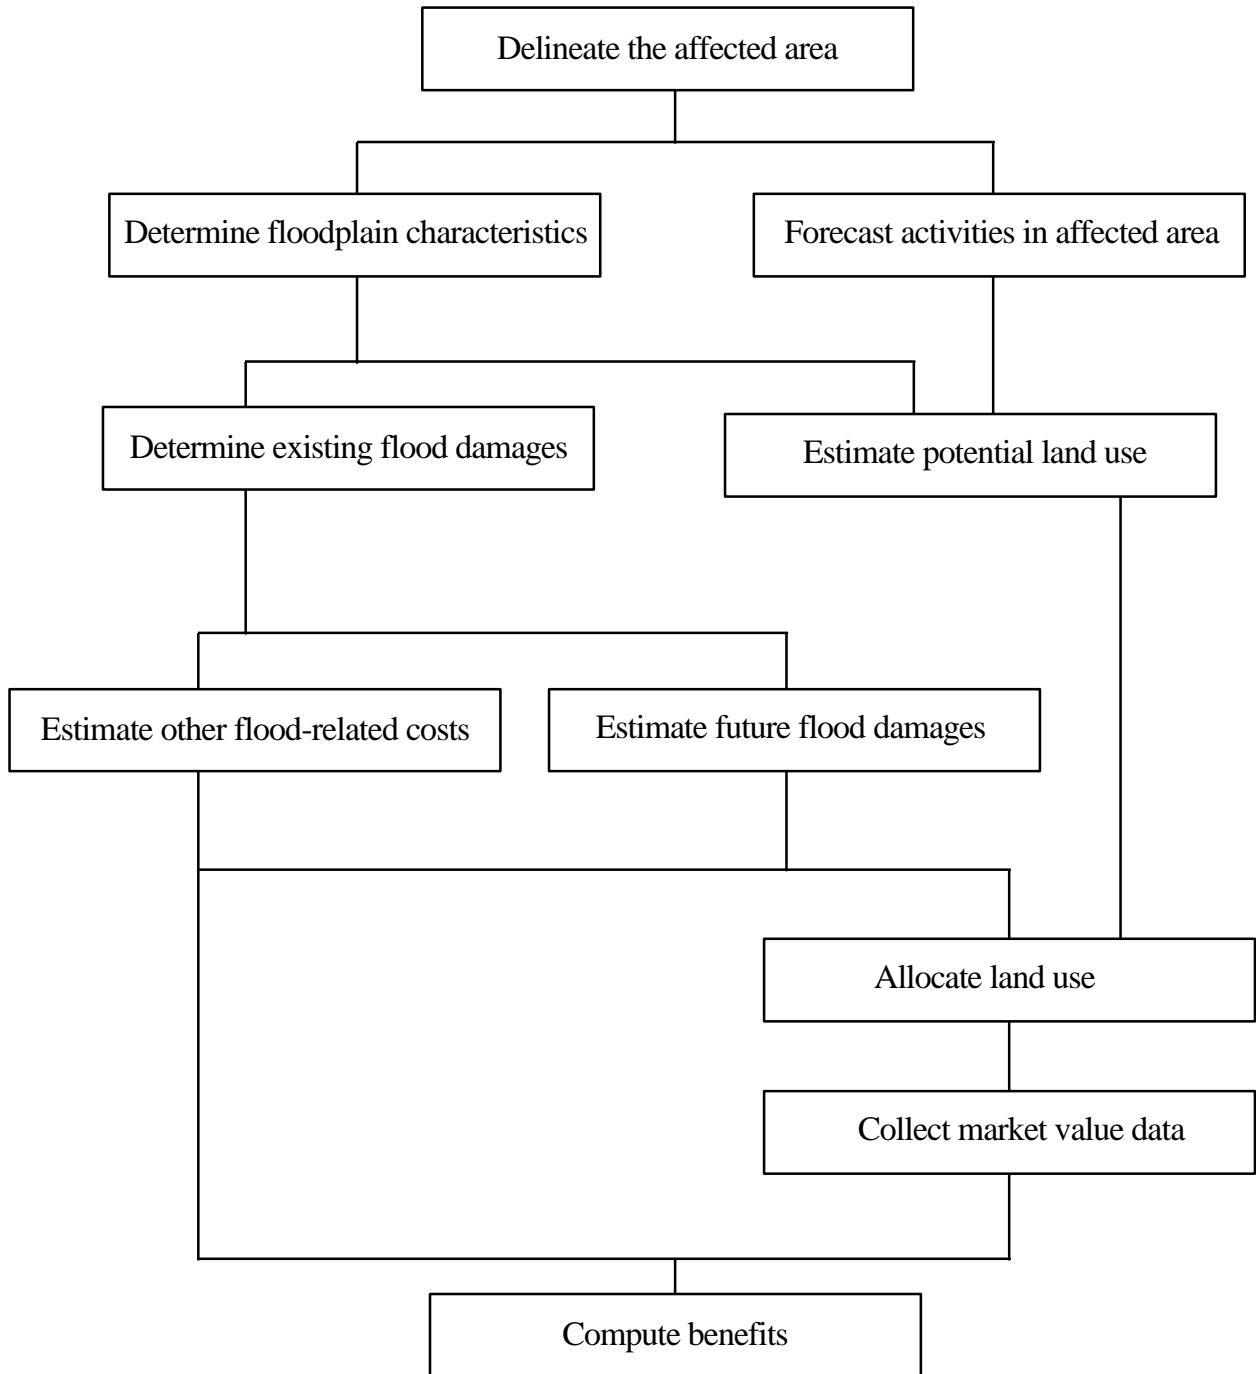 Delineate the affected area
Determine floodplain characteristics
Forecast activities in affected area
Determine existing flood damages
Estimate potential land use
Estimate other flood-related costs
Estimate future flood damages
Allocate land use
Collect market value data
Compute benefits